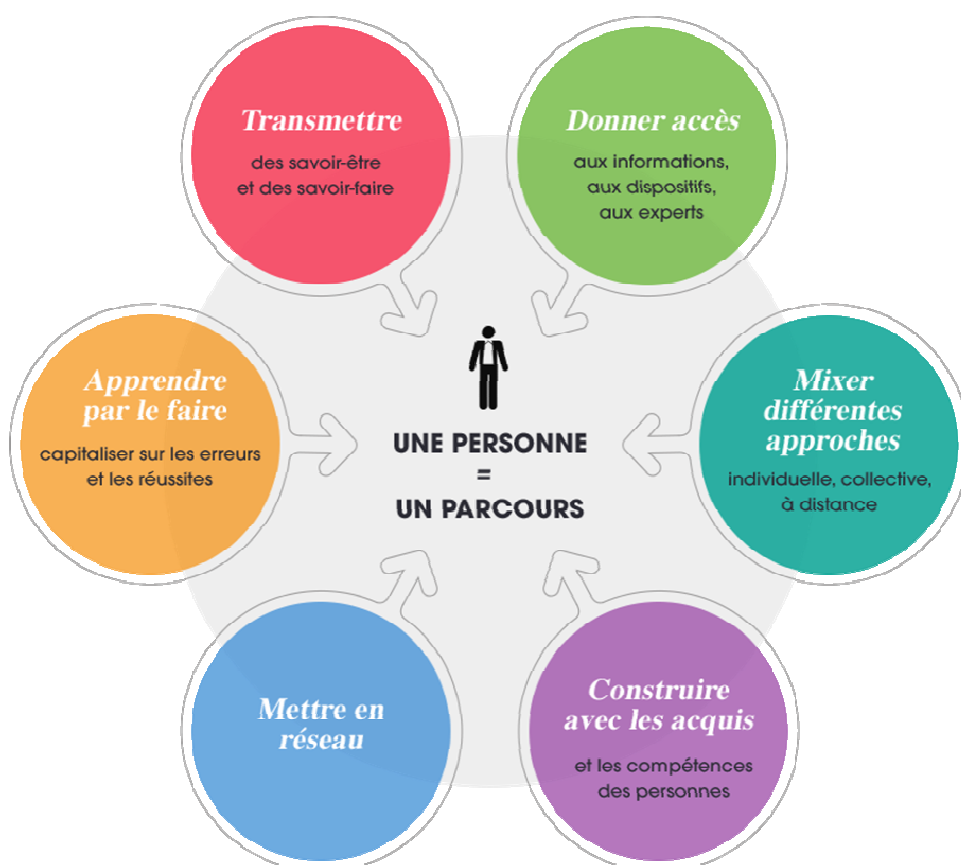 Transmettre
des savoir-être
et des savoir-faire
Donner accès
aux informations,
aux dispositifs,
aux experts
Apprendre
par le faire
capitaliser sur les erreurs
et les réussites
UNE PERSONNE
=
UN PARCOURS
Mixer
différentes
approches
individuelle, collective,
à distance
Mettre en
réseau
Construire
avec les acquis
et les compétences
des personnes